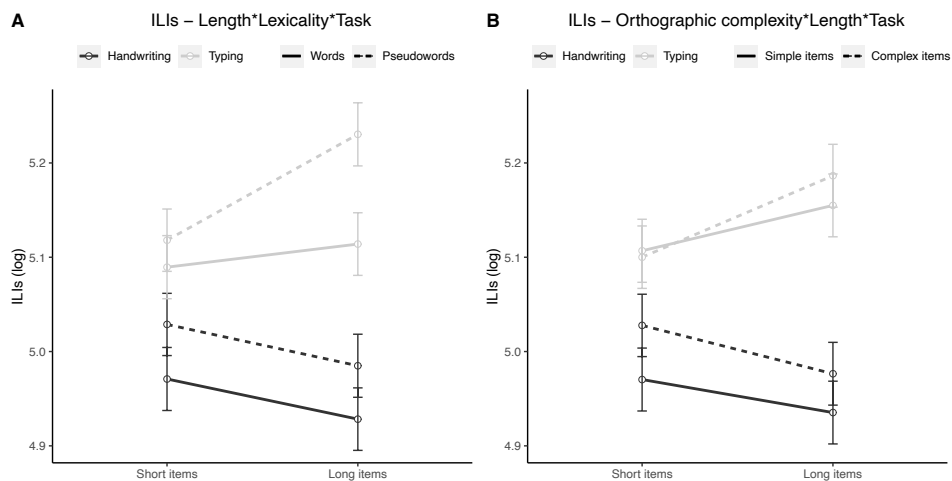 A
ILIs – Length*Lexicality*Task
Handwriting Typing Words Pseudowords
ILIs (log)
5.2
5.1
5.0
4.9
Short items Long items
B
ILIs – Orthographic complexity*Length*Task
Handwriting Typing Simple items Complex items
ILIs (log)
5.2
5.1
5.0
4.9
Short items Long items